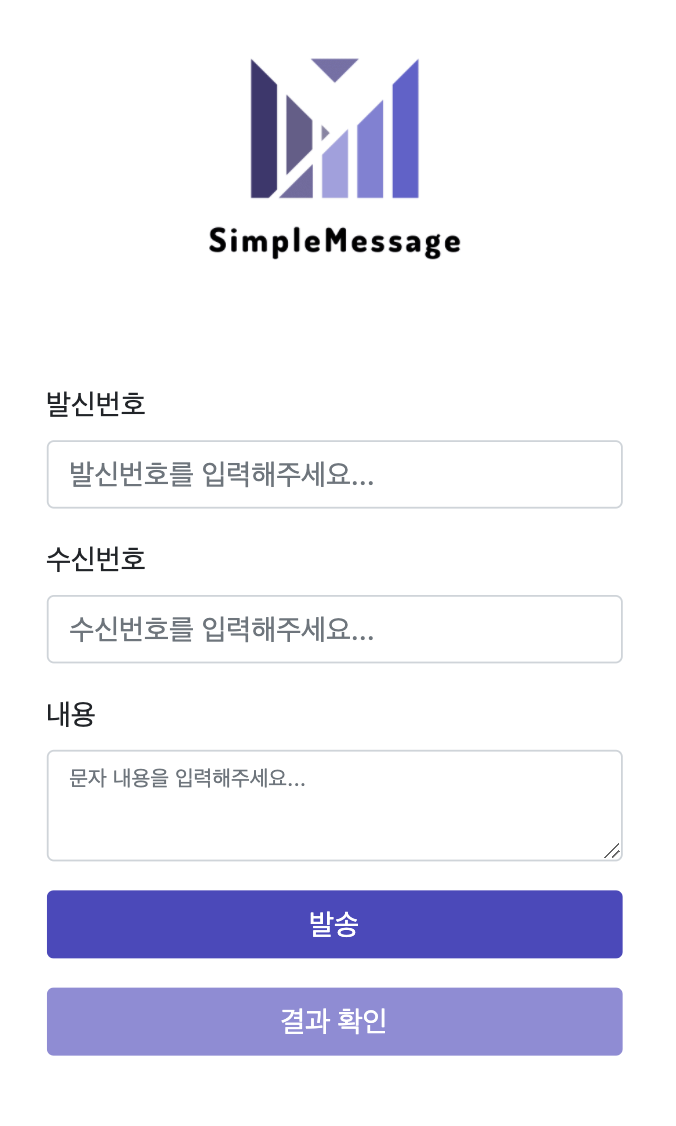 SimpleMessage
발신번호
발신번호를 입력해주세요...
수신번호
수신번호를 입력해주세요...
내용
문자 내용을 입력해주세요...
발송
결과 확인